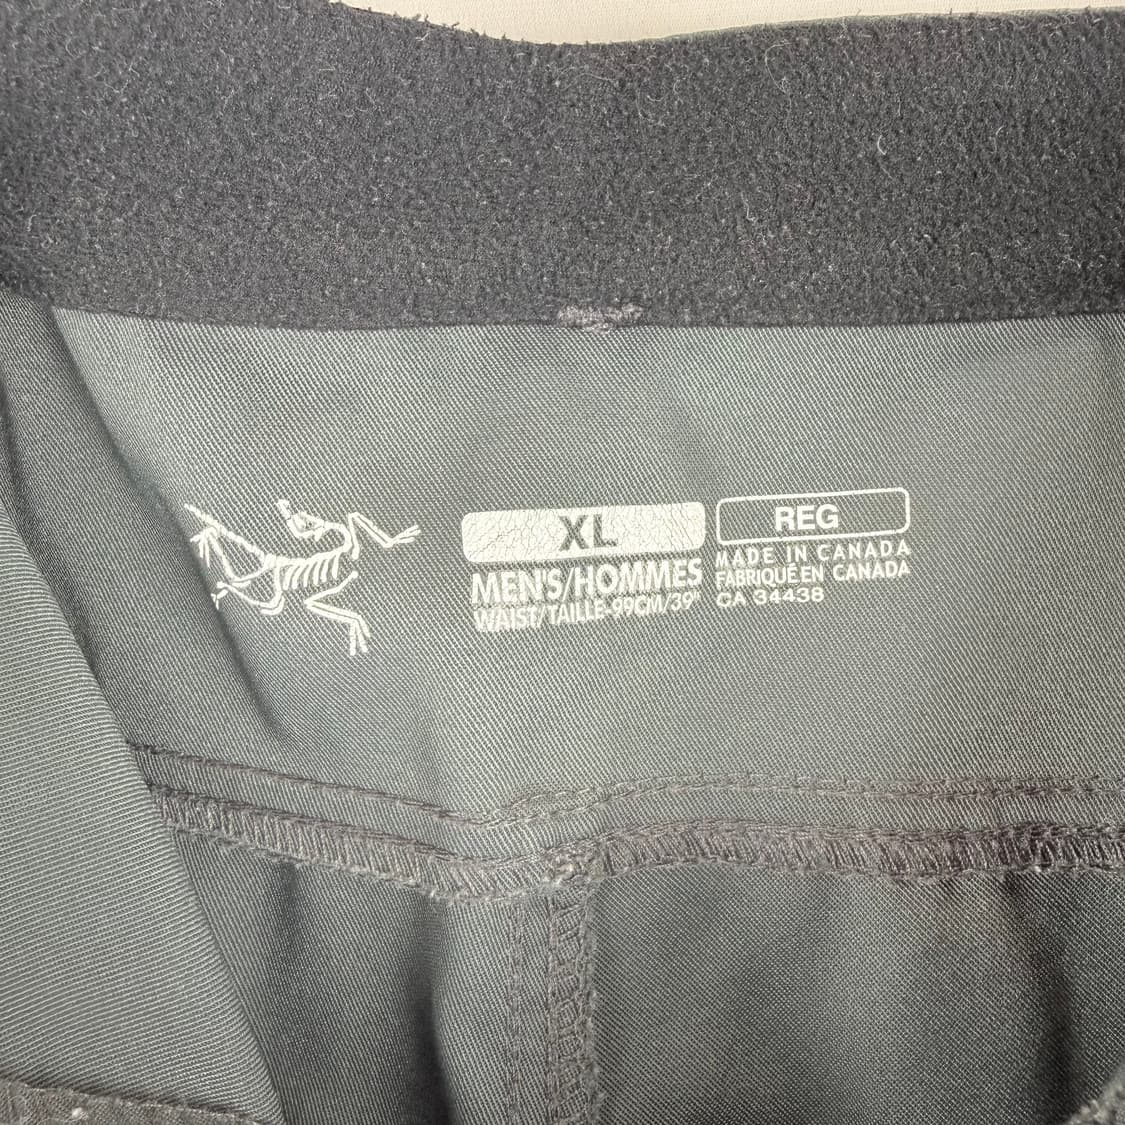 XL
MEN'S/HOMMES
WAIST/TAILLE-99CM/39"
REG
MADE IN CANADA
FABRIQUÉ EN CANADA
CA 34438